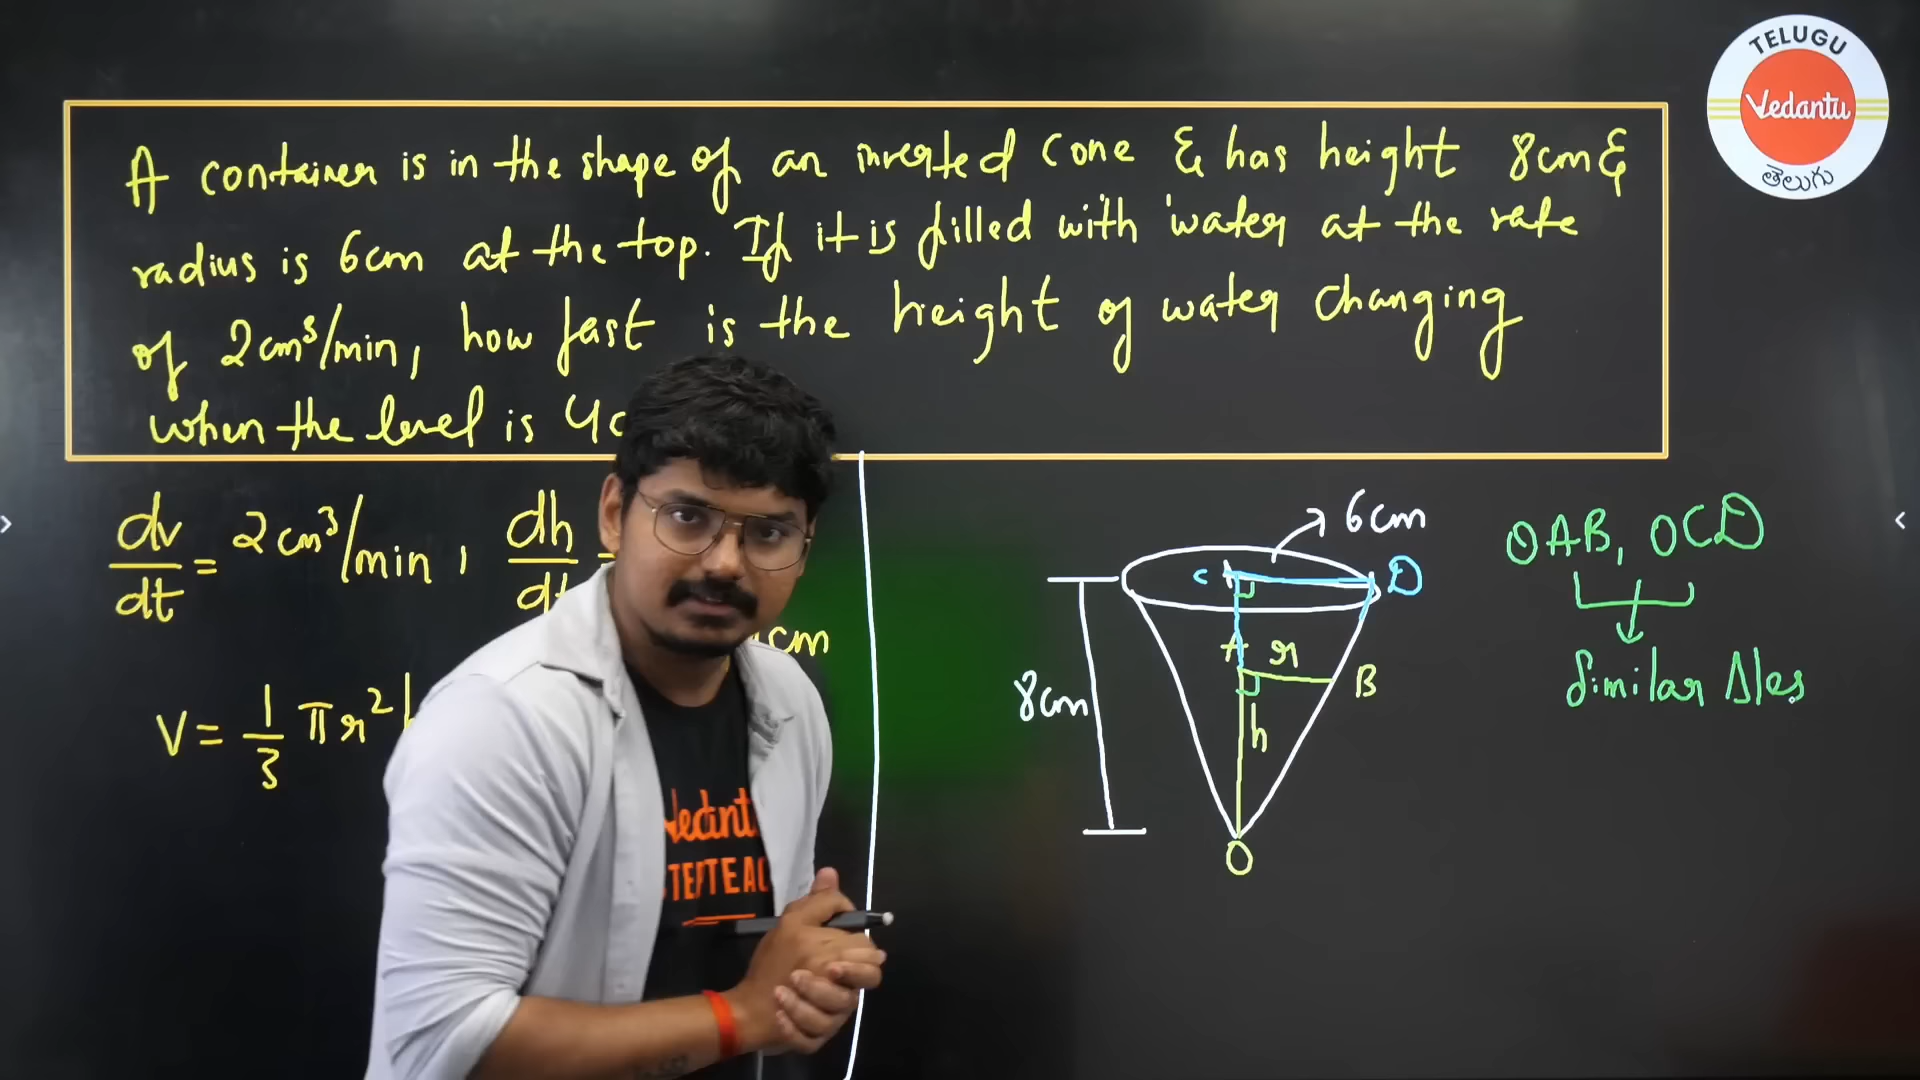 TELUGU
Vedantu
తెలుగు
A container is in the shape of an inverted cone & has height 8cm &
radius is 6cm at the top. If it is filled with water at the rate
of 2cm³/min, how fast is the height of water changing
when the level is 4c
dv/dt = 2cm³/min, dh/dt =
cm
V = 1/3 πr²h
6cm
C D
A r B
8cm
h
O
OAB, OCD
Similar Δles
Vedant